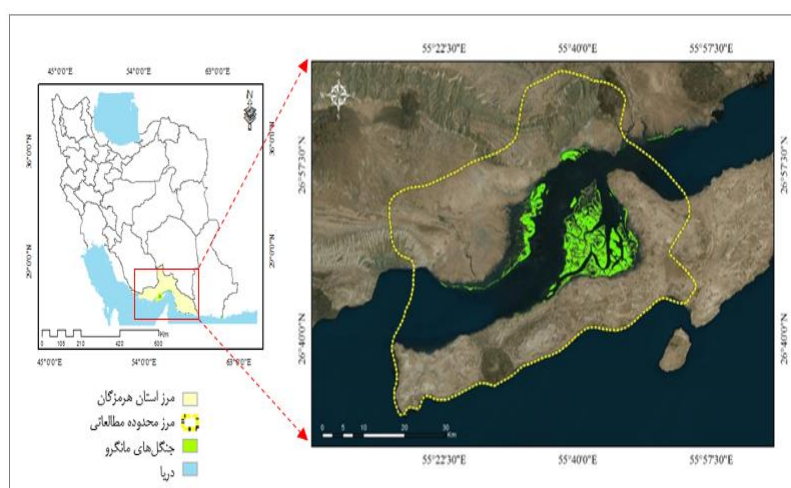 55°22'30"E 55°40'0"E 55°57'30"E
45°0'0"E 54°0'0"E 63°0'0"E
N
36°0'0"N 36°0'0"N
29°0'0"N 29°0'0"N
26°57'30"N 26°57'30"N
26°40'0"N 26°40'0"N
Km
0 105 210 420 600
45°0'0"E 54°0'0"E 63°0'0"E
0 5 10 20 30
Km
55°22'30"E 55°40'0"E 55°57'30"E
مرز استان هرمزگان
مرز محدوده مطالعاتی
جنگل‌های مانگرو
دریا